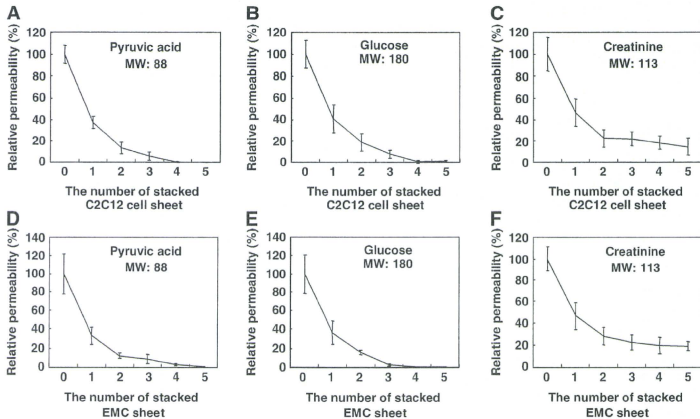 A
Relative permeability (%)
120
100
80
60
40
20
0
Pyruvic acid
MW: 88
0 1 2 3 4 5
The number of stacked
C2C12 cell sheet
B
Relative permeability (%)
120
100
80
60
40
20
0
Glucose
MW: 180
0 1 2 3 4 5
The number of stacked
C2C12 cell sheet
C
Relative permeability (%)
120
100
80
60
40
20
0
Creatinine
MW: 113
0 1 2 3 4 5
The number of stacked
C2C12 cell sheet
D
Relative permeability (%)
140
120
100
80
60
40
20
0
Pyruvic acid
MW: 88
0 1 2 3 4 5
The number of stacked
EMC sheet
E
Relative permeability (%)
140
120
100
80
60
40
20
0
Glucose
MW: 180
0 1 2 3 4 5
The number of stacked
EMC sheet
F
Relative permeability (%)
120
100
80
60
40
20
0
Creatinine
MW: 113
0 1 2 3 4 5
The number of stacked
EMC sheet